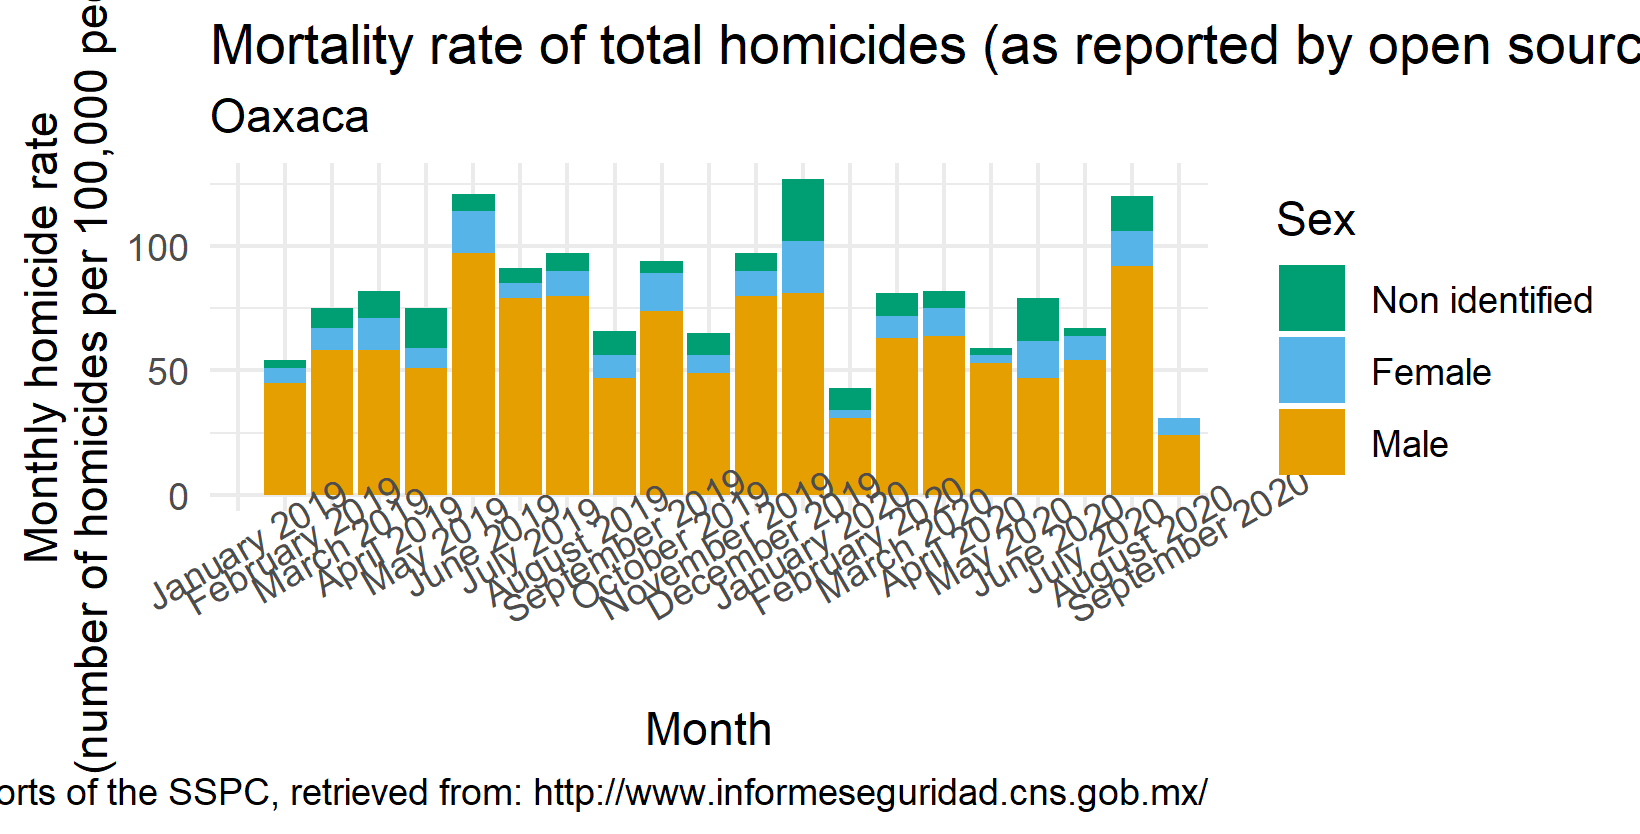 Mortality rate of total homicides (as reported by open sourc
Oaxaca
Monthly homicide rate
(number of homicides per 100,000 pe
100
50
0
January 2019
February 2019
March 2019
April 2019
May 2019
June 2019
July 2019
August 2019
September 2019
October 2019
November 2019
December 2019
January 2020
February 2020
March 2020
April 2020
May 2020
June 2020
July 2020
August 2020
September 2020
Month
Sex
Non identified
Female
Male
orts of the SSPC, retrieved from: http://www.informeseguridad.cns.gob.mx/